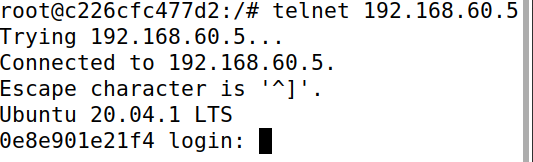 root@c226cfc477d2:/# telnet 192.168.60.5
Trying 192.168.60.5...
Connected to 192.168.60.5.
Escape character is '^]'.
Ubuntu 20.04.1 LTS
0e8e901e21f4 login: